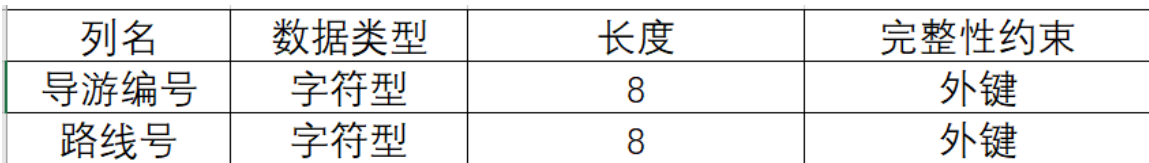 列名 数据类型 长度 完整性约束
导游编号 字符型 8 外键
路线号 字符型 8 外键